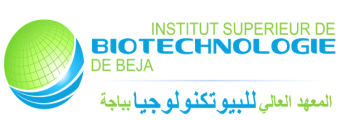 INSTITUT SUPERIEUR DE
BIOTECHNOLOGIE
DE BEJA
المعهد العالي للبيوتكنولوجيا بباجة